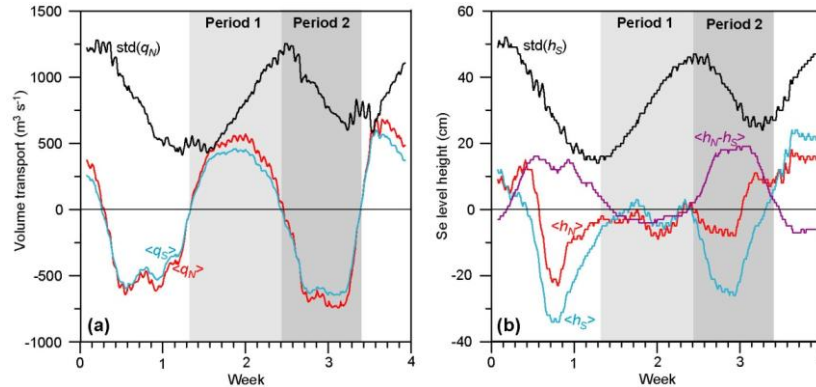 Period 1
Period 2
std(q_N)
<q_S>
<q_N>
(a)
Volume transport (m³ s⁻¹)
1500
1000
500
0
-500
-1000
0
1
2
3
4
Week
Period 1
Period 2
std(h_S)
<h_N-h_S>
<h_N>
<h_S>
(b)
Se level height (cm)
60
40
20
0
-20
-40
0
1
2
3
Week